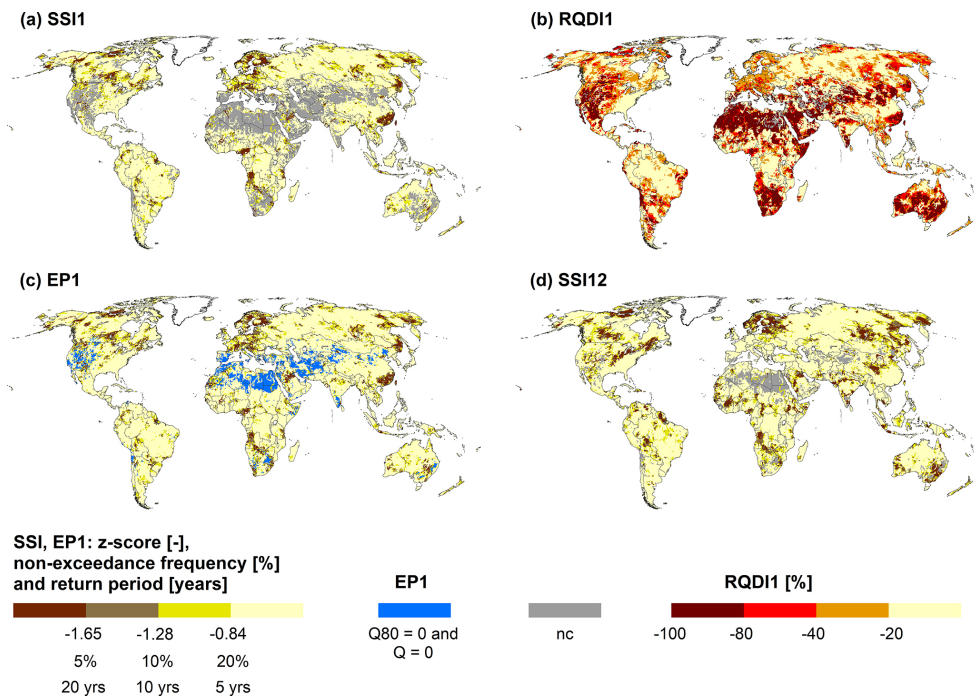 (a) SSI1
(b) RQDI1
(c) EP1
(d) SSI12
SSI, EP1: z-score [-],
non-exceedance frequency [%]
and return period [years]
-1.65 -1.28 -0.84
5% 10% 20%
20 yrs 10 yrs 5 yrs
EP1
Q80 = 0 and
Q = 0
nc
RQDI1 [%]
-100 -80 -40 -20